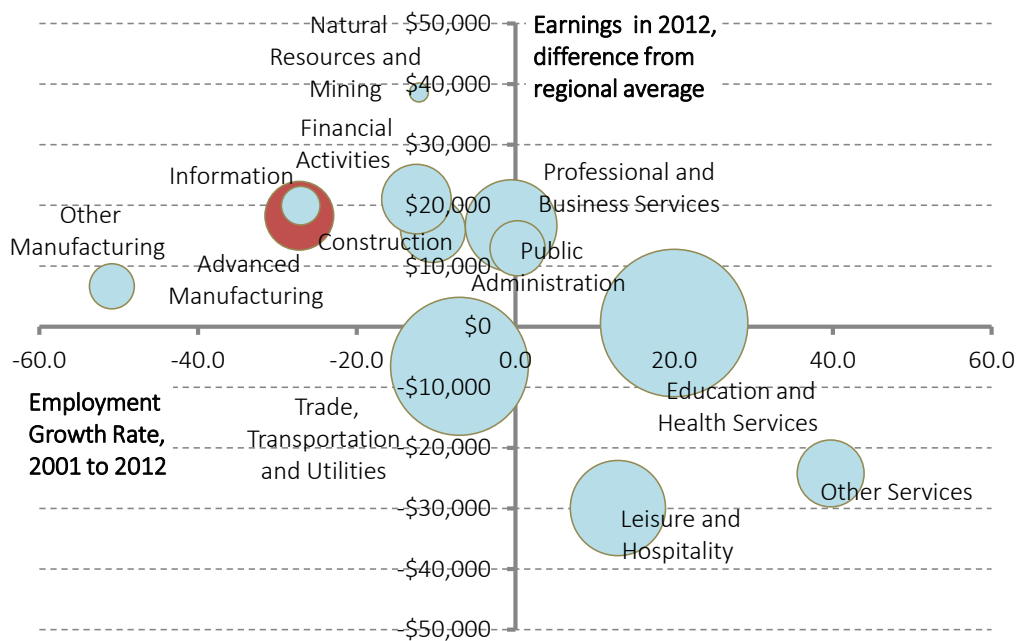 $50,000
Natural
Resources and
Mining
Earnings in 2012,
difference from
regional average
$40,000
Financial
Activities
$30,000
Information
Professional and
Business Services
$20,000
Other
Manufacturing
Construction
Advanced
Manufacturing
Public
Administration
$10,000
$0
-60.0 -40.0 -20.0 0.0 20.0 40.0 60.0
Employment
Growth Rate,
2001 to 2012
-$10,000
Trade,
Transportation
and Utilities
Education and
Health Services
-$20,000
Other Services
-$30,000
Leisure and
Hospitality
-$40,000
-$50,000